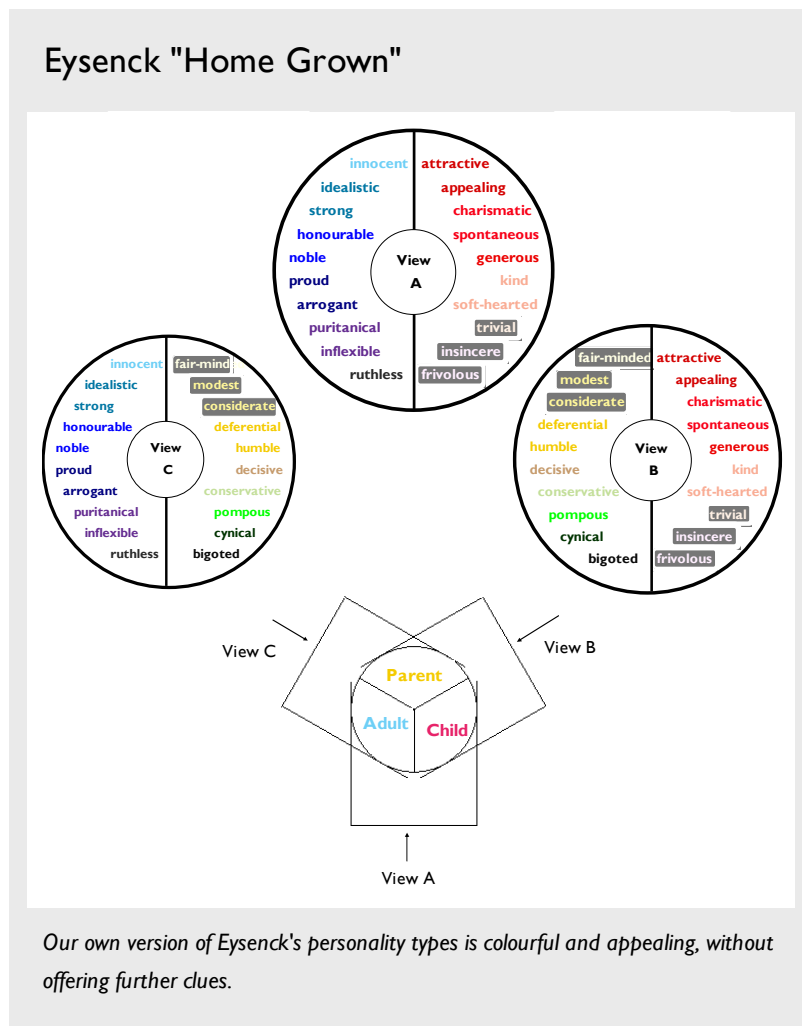 Eysenck "Home Grown"
innocent attractive
idealistic appealing
strong charismatic
honourable spontaneous
noble generous
View
A
proud kind
arrogant soft-hearted
puritanical trivial
inflexible insincere
ruthless frivolous
innocent fair-mind
idealistic modest
strong considerate
honourable deferential
noble humble
View
C
proud decisive
arrogant conservative
puritanical pompous
inflexible cynical
ruthless bigoted
fair-minded attractive
modest appealing
considerate charismatic
deferential spontaneous
humble generous
View
B
decisive kind
conservative soft-hearted
pompous trivial
cynical insincere
bigoted frivolous
View C
View B
Parent
Adult Child
View A
Our own version of Eysenck's personality types is colourful and appealing, without
offering further clues.